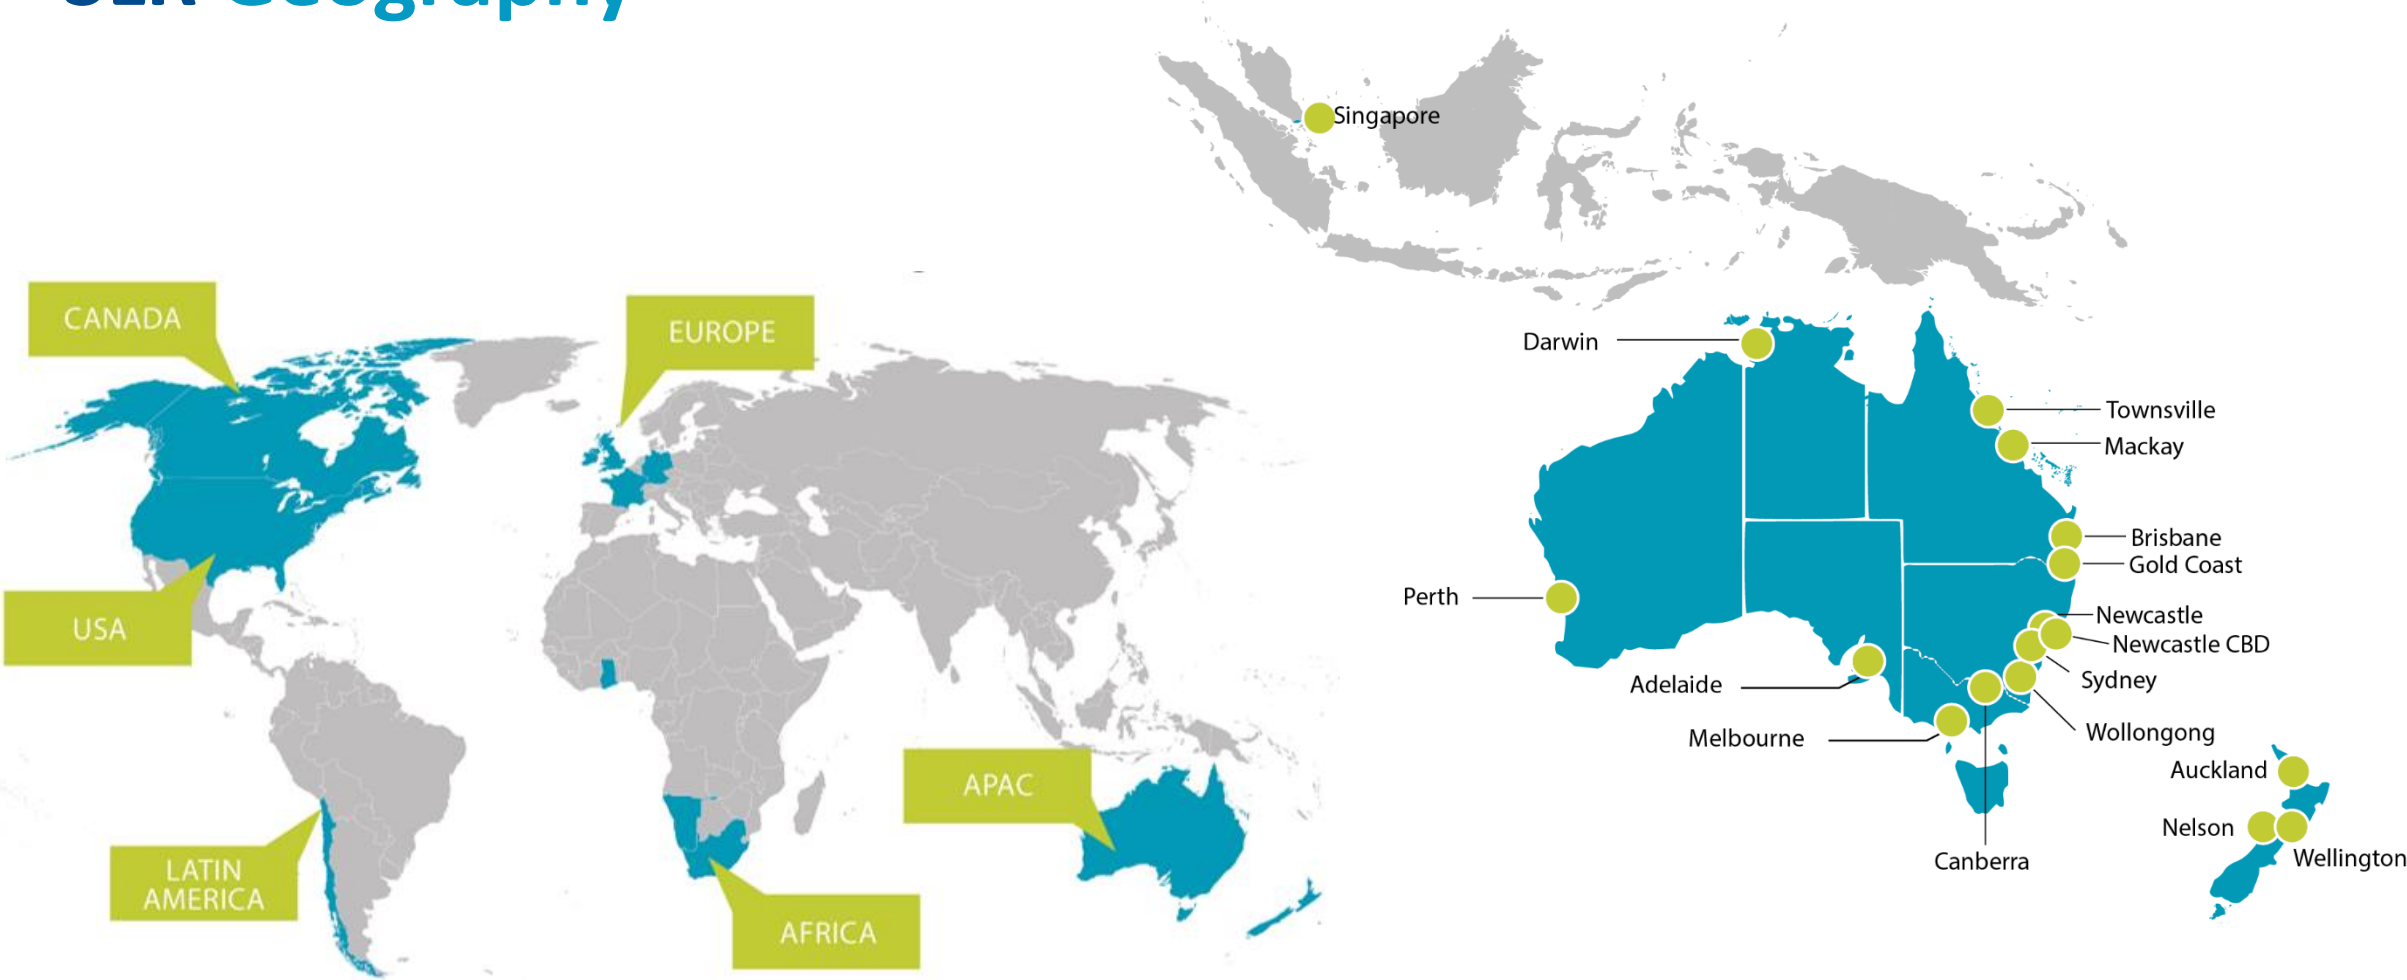 Geography
Singapore
CANADA
EUROPE
Darwin
Townsville
Mackay
Brisbane
Gold Coast
Perth
Newcastle
USA
Newcastle CBD
Sydney
Adelaide
Wollongong
Melbourne
Auckland
APAC
Nelson
Wellington
Canberra
LATIN
AMERICA
AFRICA